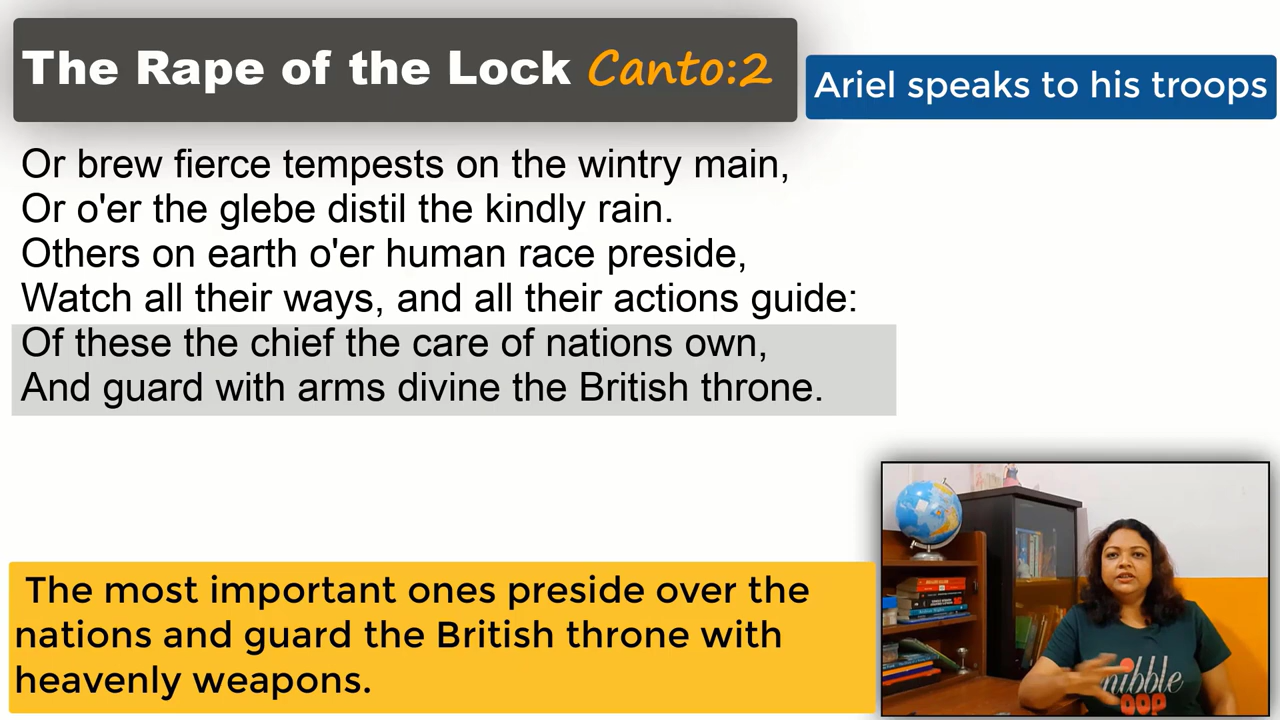 The Rape of the Lock Canto:2
Ariel speaks to his troops
Or brew fierce tempests on the wintry main,
Or o'er the glebe distil the kindly rain.
Others on earth o'er human race preside,
Watch all their ways, and all their actions guide:
Of these the chief the care of nations own,
And guard with arms divine the British throne.
The most important ones preside over the
nations and guard the British throne with
heavenly weapons.
nibble